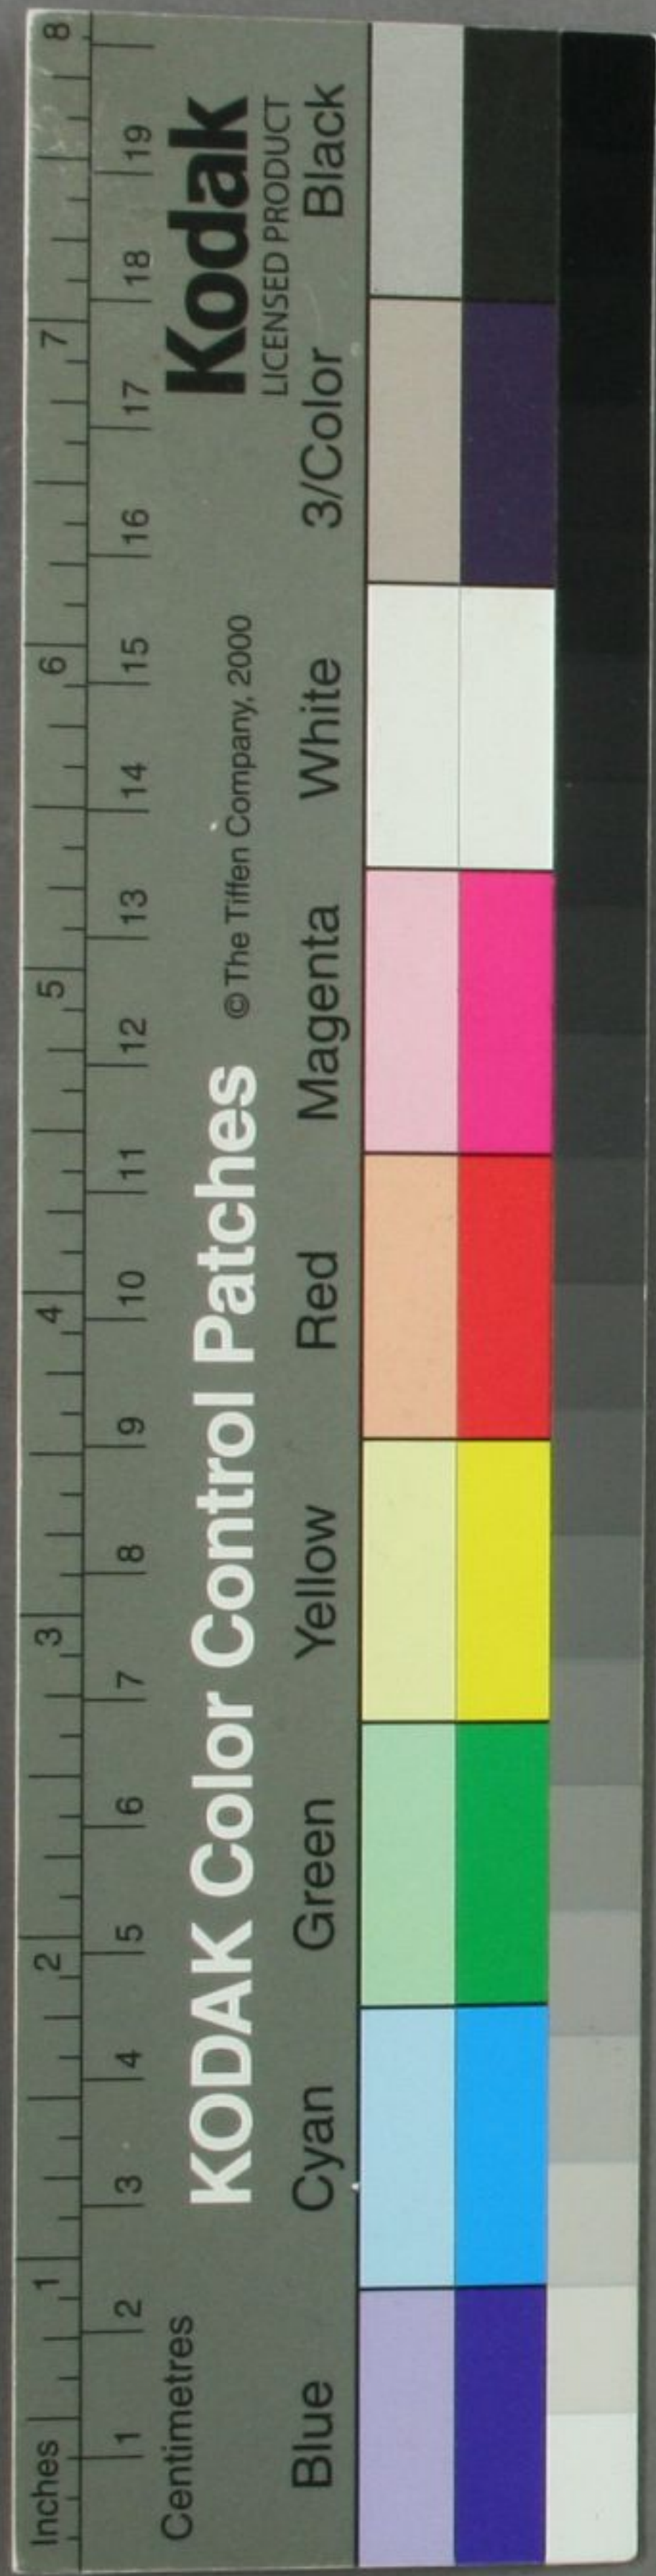 Inches 1 2 3 4 5 6 7 8
1 2 3 4 5 6 7 8 9 10 11 12 13 14 15 16 17 18 19
Centimetres
KODAK Color Control Patches © The Tiffen Company, 2000 Kodak
LICENSED PRODUCT
Blue Cyan Green Yellow Red Magenta White 3/Color Black